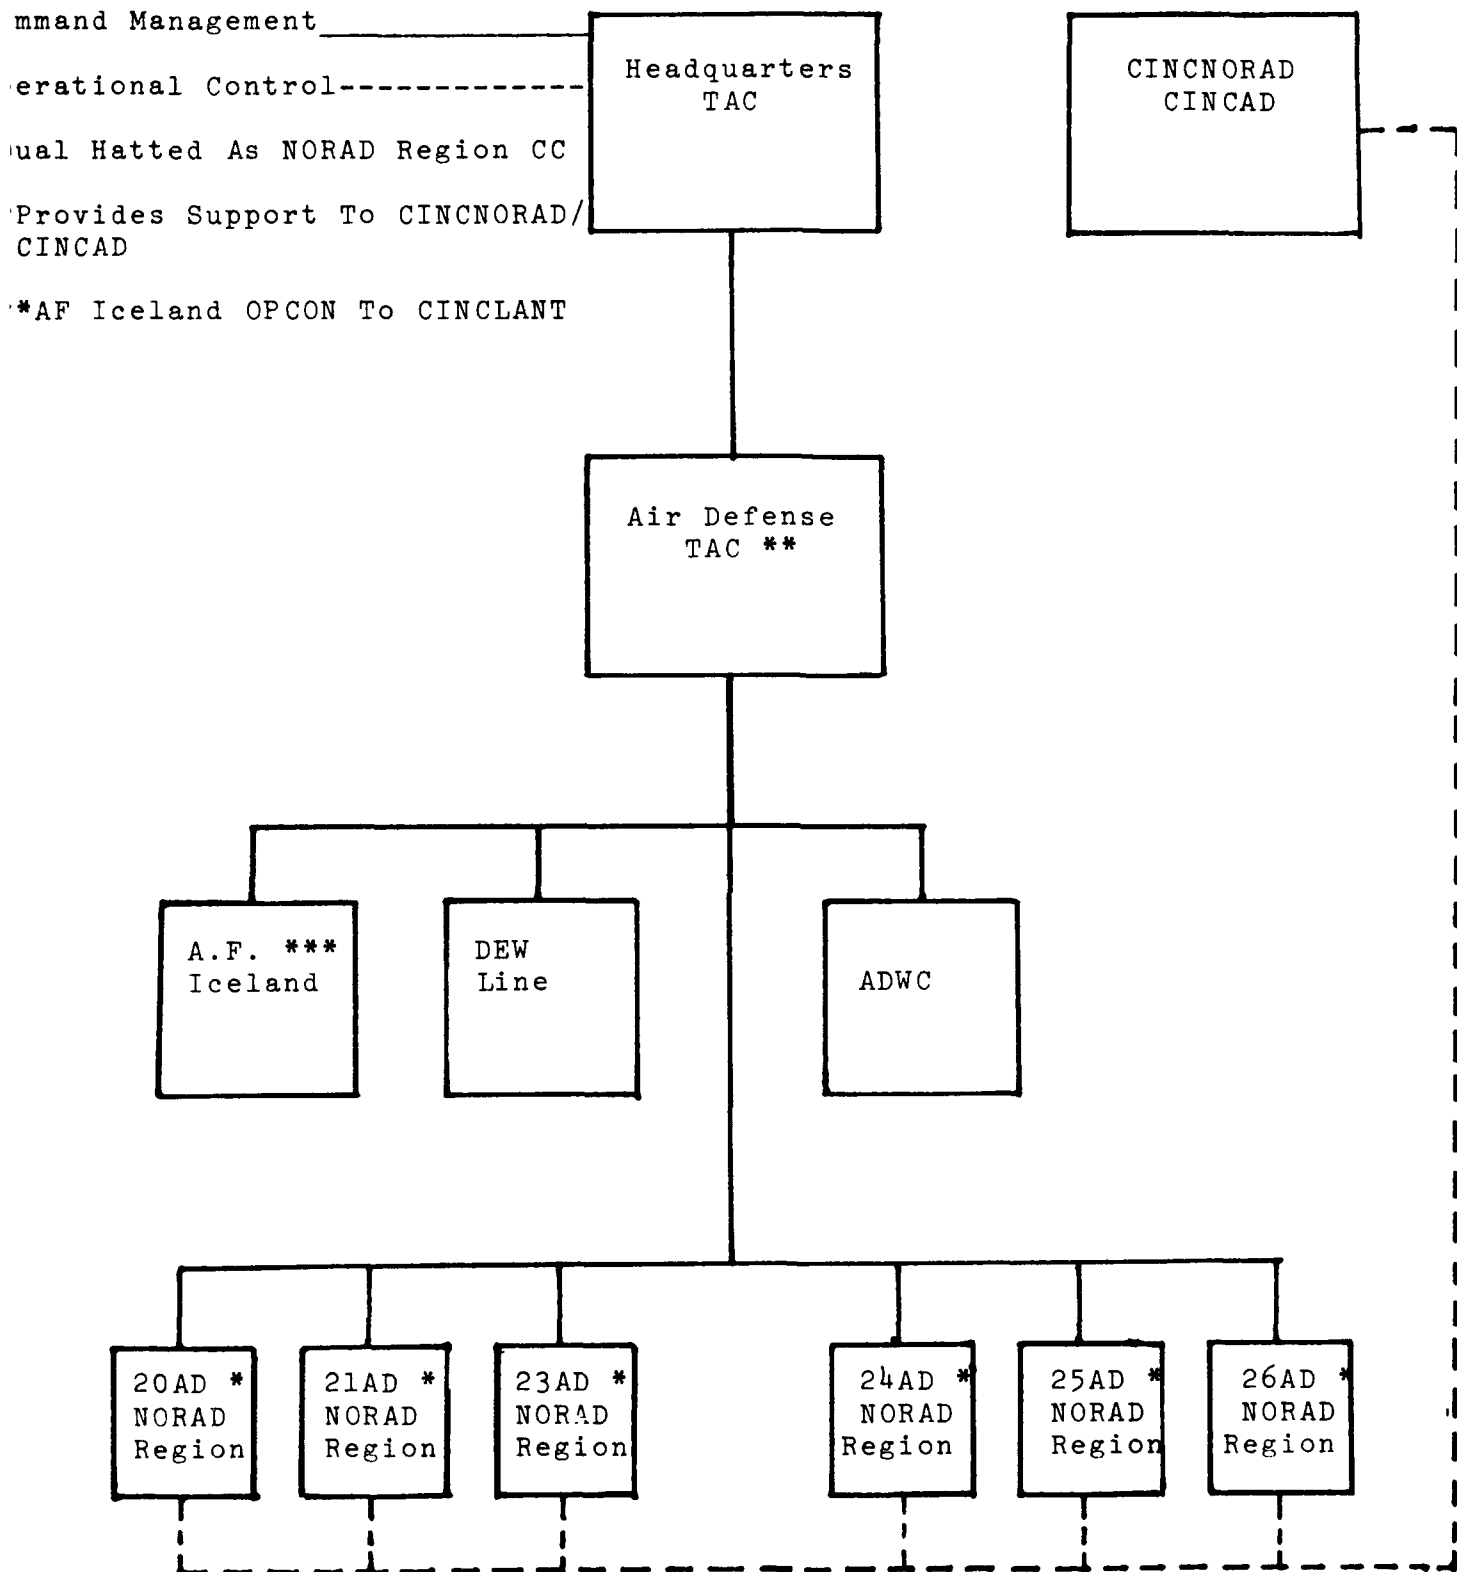 mmand Management
erational Control-------------
ual Hatted As NORAD Region CC
Provides Support To CINCNORAD/
CINCAD
*AF Iceland OPCON To CINCLANT
Headquarters
TAC
CINCNORAD
CINCAD
Air Defense
TAC **
A.F. ***
Iceland
DEW
Line
ADWC
20AD *
NORAD
Region
21AD *
NORAD
Region
23AD *
NORAD
Region
24AD *
NORAD
Region
25AD *
NORAD
Region
26AD *
NORAD
Region